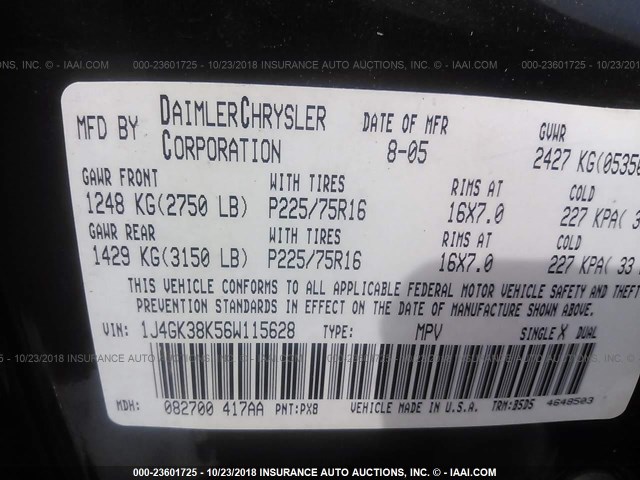 000-23601725 - 10/23/2018 INSURANCE AUTO AUCTIONS, INC. © - IAAI.COM
MFD BY DAIMLERCHRYSLER CORPORATION DATE OF MFR 8-05 GVWR 2427 KG(0535
GAWR FRONT WITH TIRES RIMS AT COLD
1248 KG(2750 LB) P225/75R16 16X7.0 227 KPA( 3
GAWR REAR WITH TIRES RIMS AT COLD
1429 KG(3150 LB) P225/75R16 16X7.0 227 KPA( 33
THIS VEHICLE CONFORMS TO ALL APPLICABLE FEDERAL MOTOR VEHICLE SAFETY AND THEFT
PREVENTION STANDARDS IN EFFECT ON THE DATE OF MANUFACTURE SHOWN ABOVE.
VIN: 1J4GK38K56W115628 TYPE: MPV SINGLE X DUAL
MDH: 082700 417AA PNT:PX8 VEHICLE MADE IN U.S.A. TRM:B5D5 4648503
000-23601725 - 10/23/2018 INSURANCE AUTO AUCTIONS, INC. © - IAAI.COM